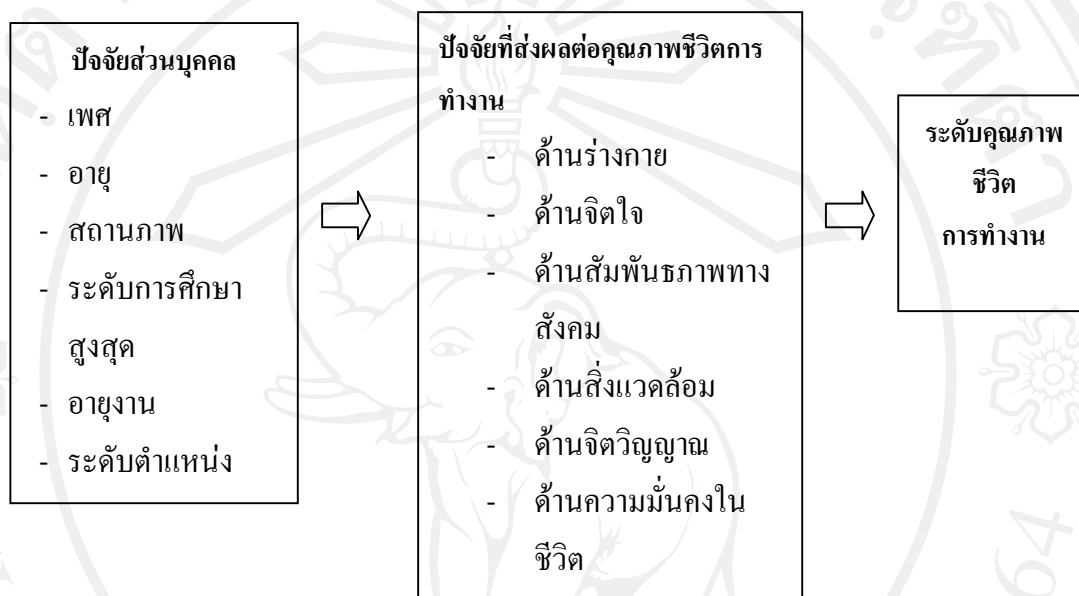 ปัจจัยส่วนบุคคล
- เพศ
- อายุ
- สถานภาพ
- ระดับการศึกษา
สูงสุด
- อายุงาน
- ระดับตำแหน่ง
ปัจจัยที่ส่งผลต่อคุณภาพชีวิตการ
ทำงาน
- ด้านร่างกาย
- ด้านจิตใจ
- ด้านสัมพันธภาพทาง
สังคม
- ด้านสิ่งแวดล้อม
- ด้านจิตวิญญาณ
- ด้านความมั่นคงใน
ชีวิต
ระดับคุณภาพ
ชีวิต
การทำงาน
64